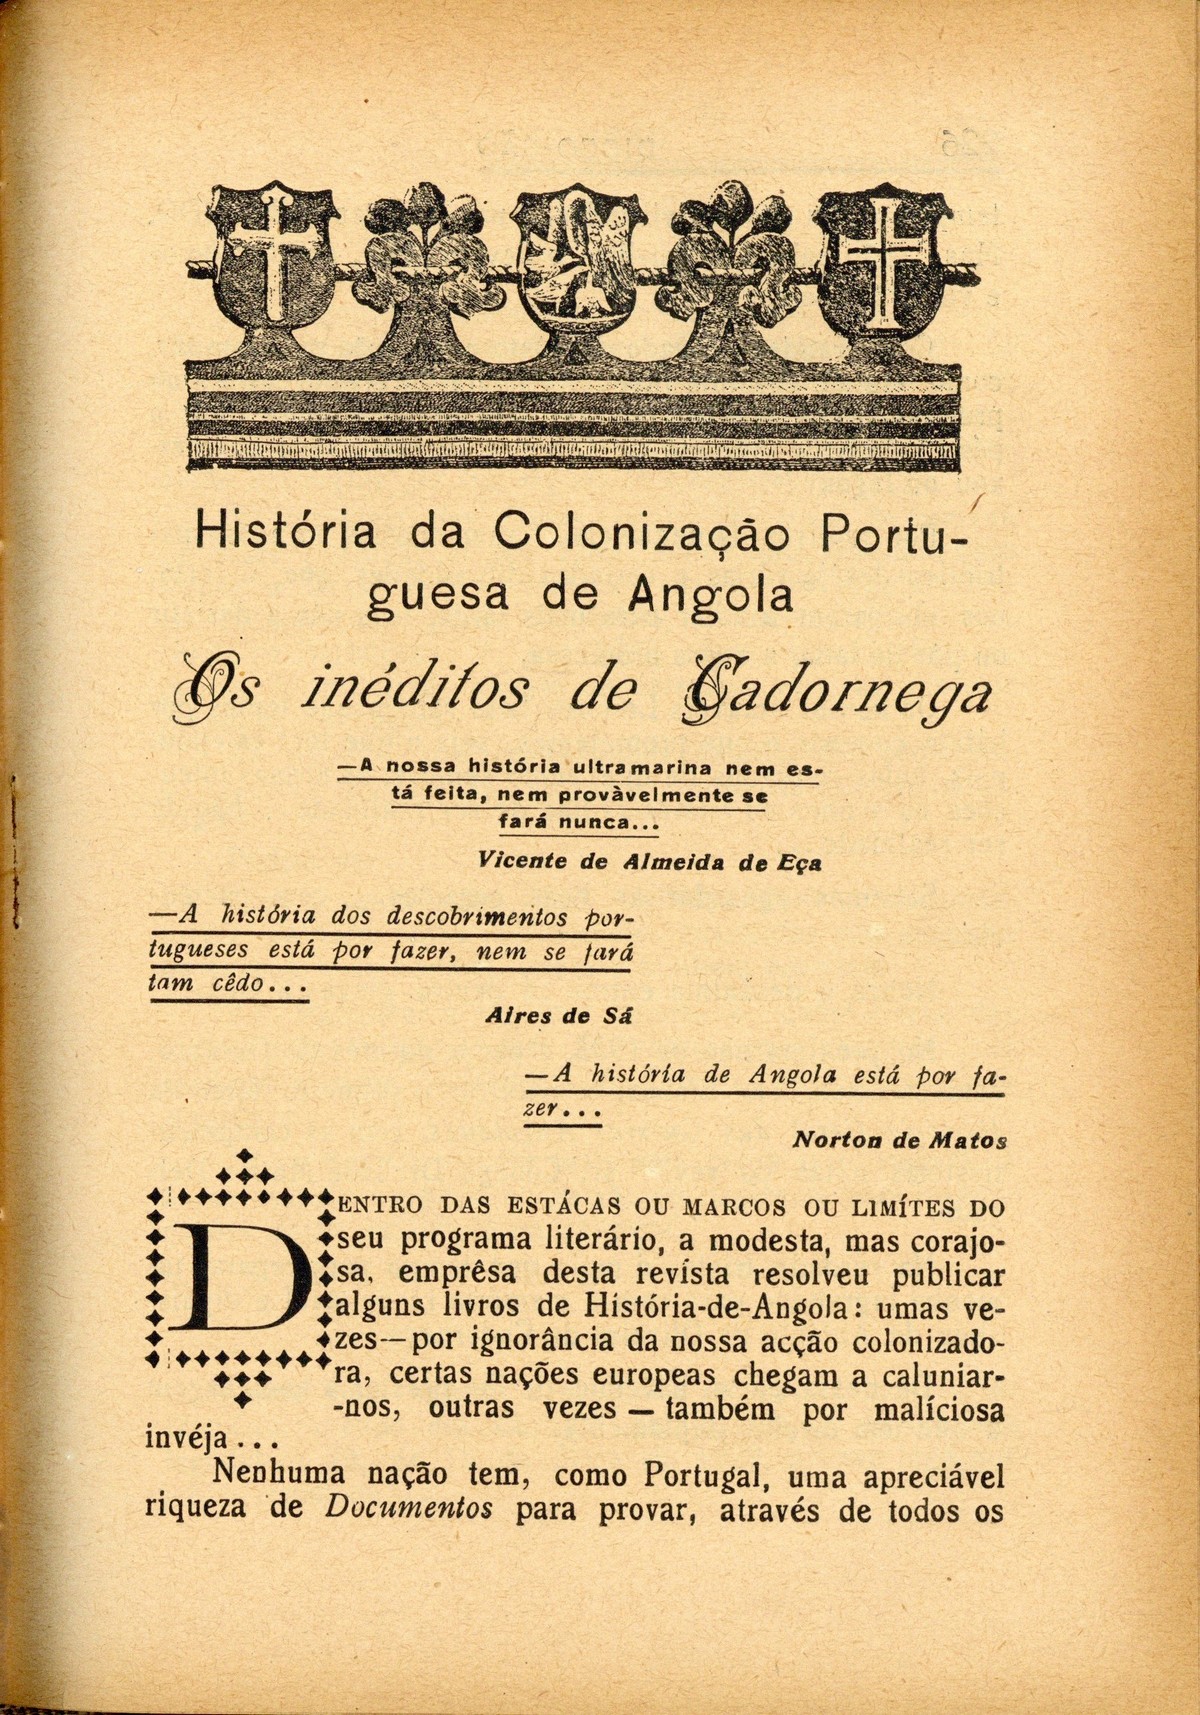 História da Colonização Portu-
guesa de Angola
Os inéditos de Cadornega
—A nossa história ultramarina nem es-
tá feita, nem provàvelmente se
fará nunca...
Vicente de Almeida de Eça
—A história dos descobrimentos por-
tugueses está por fazer, nem se fará
tam cêdo...
Aires de Sá
—A história de Angola está por fa-
zer...
Norton de Matos
DENTRO DAS ESTÁCAS OU MARCOS OU LIMÍTES DO
seu programa literário, a modesta, mas corajo-
sa, emprêsa desta revista resolveu publicar
alguns livros de História-de-Angola: umas ve-
zes—por ignorância da nossa acção colonizado-
ra, certas nações europeas chegam a caluniar-
-nos, outras vezes — também por malíciosa
invéja...
Nenhuma nação tem, como Portugal, uma apreciável
riqueza de Documentos para provar, através de todos os